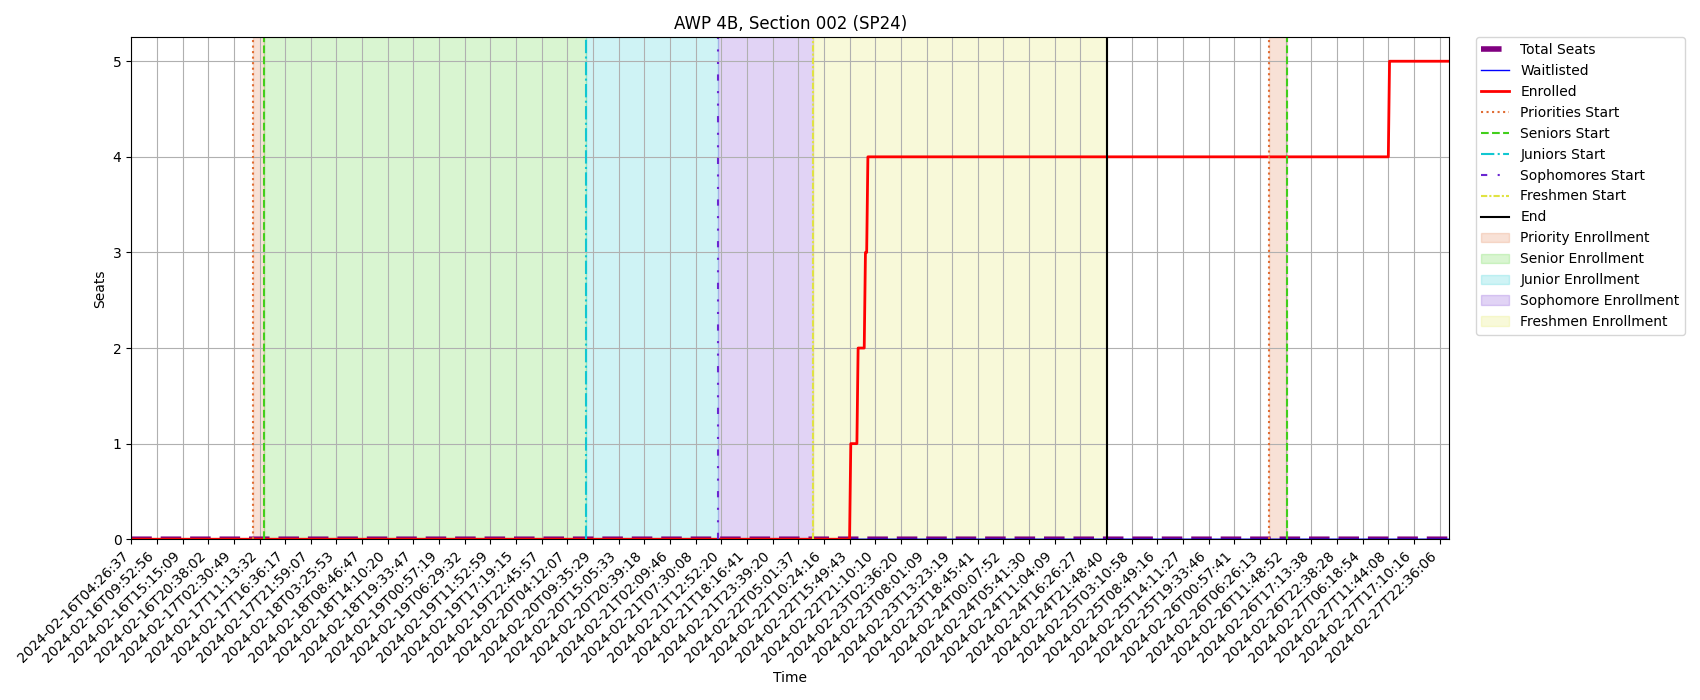 AWP 4B, Section 002 (SP24)
Seats
5
4
3
2
1
0
2024-02-16T04:26:37
2024-02-16T09:52:56
2024-02-16T15:15:09
2024-02-16T20:38:02
2024-02-17T02:30:49
2024-02-17T11:13:32
2024-02-17T16:36:17
2024-02-17T21:59:07
2024-02-18T03:25:53
2024-02-18T08:46:47
2024-02-18T14:10:20
2024-02-18T19:33:47
2024-02-19T00:57:19
2024-02-19T06:29:32
2024-02-19T11:52:59
2024-02-19T17:19:15
2024-02-19T22:45:57
2024-02-20T04:12:07
2024-02-20T09:35:29
2024-02-20T15:05:33
2024-02-20T20:39:18
2024-02-21T02:09:46
2024-02-21T07:30:08
2024-02-21T12:52:20
2024-02-21T18:16:41
2024-02-21T23:39:20
2024-02-22T05:01:37
2024-02-22T10:24:16
2024-02-22T15:49:43
2024-02-22T21:10:10
2024-02-23T02:36:20
2024-02-23T08:01:09
2024-02-23T13:23:19
2024-02-23T18:45:41
2024-02-24T00:07:52
2024-02-24T05:41:30
2024-02-24T11:04:09
2024-02-24T16:26:27
2024-02-24T21:48:40
2024-02-25T03:10:58
2024-02-25T08:49:16
2024-02-25T14:11:27
2024-02-25T19:33:46
2024-02-26T00:57:41
2024-02-26T06:26:13
2024-02-26T11:48:52
2024-02-26T17:13:38
2024-02-26T22:38:28
2024-02-27T06:18:54
2024-02-27T11:44:08
2024-02-27T17:10:16
2024-02-27T22:36:06
Time
Total Seats
Waitlisted
Enrolled
Priorities Start
Seniors Start
Juniors Start
Sophomores Start
Freshmen Start
End
Priority Enrollment
Senior Enrollment
Junior Enrollment
Sophomore Enrollment
Freshmen Enrollment